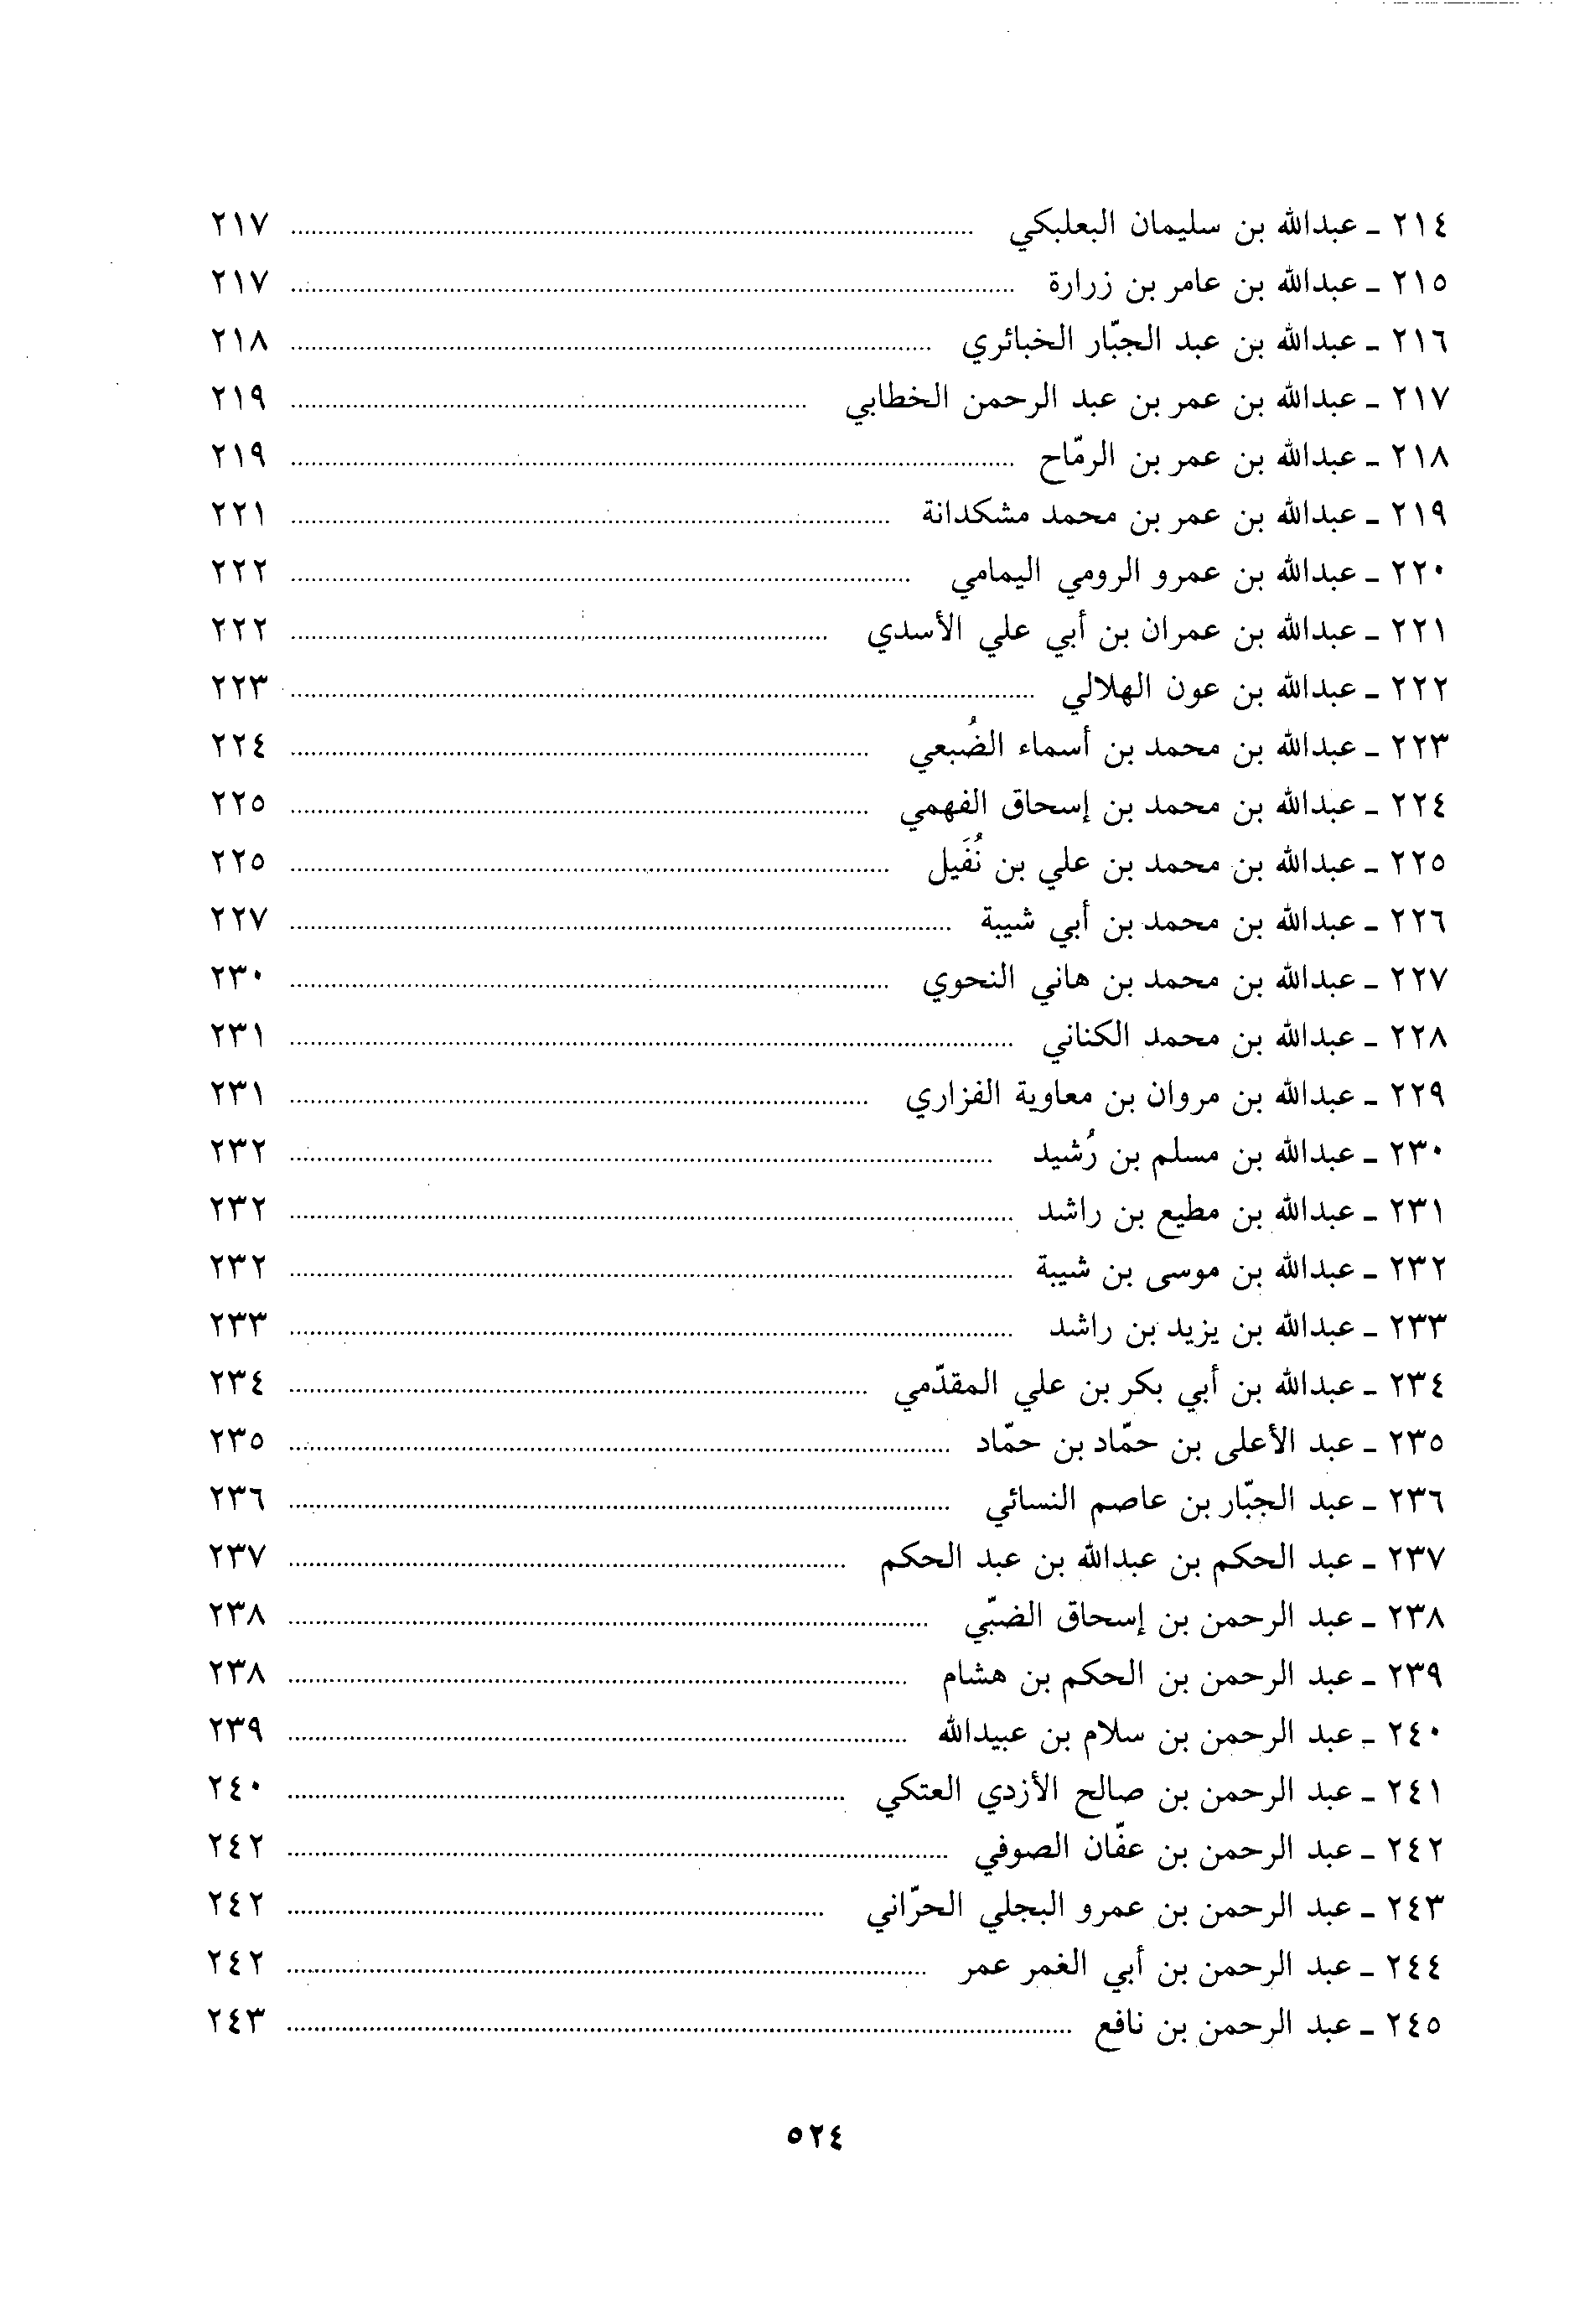 ٢١٤ ـ عبدالله بن سليمان البعلبكي ........ ٢١٧
٢١٥ ـ عبدالله بن عامر بن زرارة ........ ٢١٧
٢١٦ ـ عبدالله بن عبد الجبّار الخبائري ........ ٢١٨
٢١٧ ـ عبدالله بن عمر بن عبد الرحمن الخطابي ........ ٢١٩
٢١٨ ـ عبدالله بن عمر بن الرمّاح ........ ٢١٩
٢١٩ ـ عبدالله بن عمر بن محمد مشكدانة ........ ٢٢١
٢٢٠ ـ عبدالله بن عمرو الرومي اليمامي ........ ٢٢٢
٢٢١ ـ عبدالله بن عمران بن أبي علي الأسدي ........ ٢٢٢
٢٢٢ ـ عبدالله بن عون الهلالي ........ ٢٢٣
٢٢٣ ـ عبدالله بن محمد بن أسماء الضُبعي ........ ٢٢٤
٢٢٤ ـ عبدالله بن محمد بن إسحاق الفهمي ........ ٢٢٥
٢٢٥ ـ عبدالله بن محمد بن علي بن نُفَيل ........ ٢٢٥
٢٢٦ ـ عبدالله بن محمد بن أبي شيبة ........ ٢٢٧
٢٢٧ ـ عبدالله بن محمد بن هاني النحوي ........ ٢٣٠
٢٢٨ ـ عبدالله بن محمد الكناني ........ ٢٣١
٢٢٩ ـ عبدالله بن مروان بن معاوية الفزاري ........ ٢٣١
٢٣٠ ـ عبدالله بن مسلم بن رُشيد ........ ٢٣٢
٢٣١ ـ عبدالله بن مطيع بن راشد ........ ٢٣٢
٢٣٢ ـ عبدالله بن موسى بن شيبة ........ ٢٣٢
٢٣٣ ـ عبدالله بن يزيد بن راشد ........ ٢٣٣
٢٣٤ ـ عبدالله بن أبي بكر بن علي المقدّمي ........ ٢٣٤
٢٣٥ ـ عبد الأعلى بن حمّاد بن حمّاد ........ ٢٣٥
٢٣٦ ـ عبد الجبّار بن عاصم النسائي ........ ٢٣٦
٢٣٧ ـ عبد الحكم بن عبدالله بن عبد الحكم ........ ٢٣٧
٢٣٨ ـ عبد الرحمن بن إسحاق الضبّي ........ ٢٣٨
٢٣٩ ـ عبد الرحمن بن الحكم بن هشام ........ ٢٣٨
٢٤٠ ـ عبد الرحمن بن سلام بن عبيدالله ........ ٢٣٩
٢٤١ ـ عبد الرحمن بن صالح الأزدي العتكي ........ ٢٤٠
٢٤٢ ـ عبد الرحمن بن عفّان الصوفي ........ ٢٤٢
٢٤٣ ـ عبد الرحمن بن عمرو البجلي الحرّاني ........ ٢٤٢
٢٤٤ ـ عبد الرحمن بن أبي الغمر عمر ........ ٢٤٢
٢٤٥ ـ عبد الرحمن بن نافع ........ ٢٤٣
٥٢٤